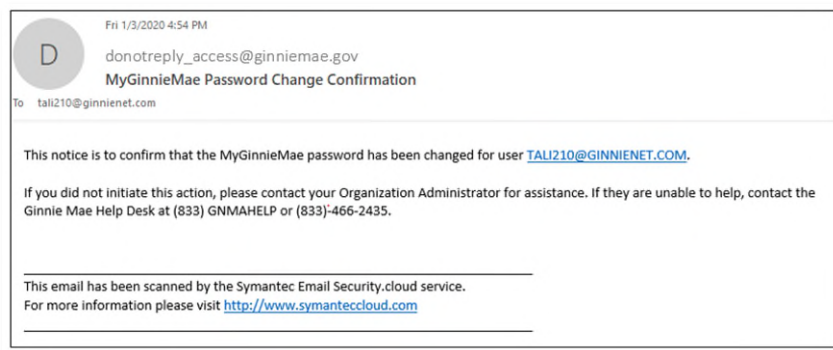 Fri 1/3/2020 4:54 PM
D
donotreply_access@ginniemae.gov
MyGinnieMae Password Change Confirmation
To tali210@ginnienet.com
This notice is to confirm that the MyGinnieMae password has been changed for user TALI210@GINNIENET.COM.
If you did not initiate this action, please contact your Organization Administrator for assistance. If they are unable to help, contact the
Ginnie Mae Help Desk at (833) GNMAHELP or (833)-466-2435.
This email has been scanned by the Symantec Email Security.cloud service.
For more information please visit http://www.symanteccloud.com